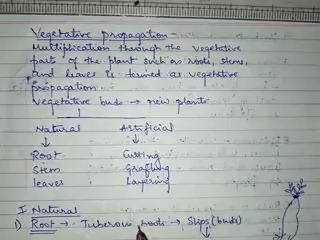 Vegetative propagation -
Multiplication through the vegetative
part of the plant such as roots, stems,
and leaves is termed as vegetative
propagation.
Vegetative buds → new plants
Natural Artificial
↓ ↓
Root Cutting
Stem Grafting
leaves Layering
I Natural
1) Root → Tuberous roots → Slips (buds)